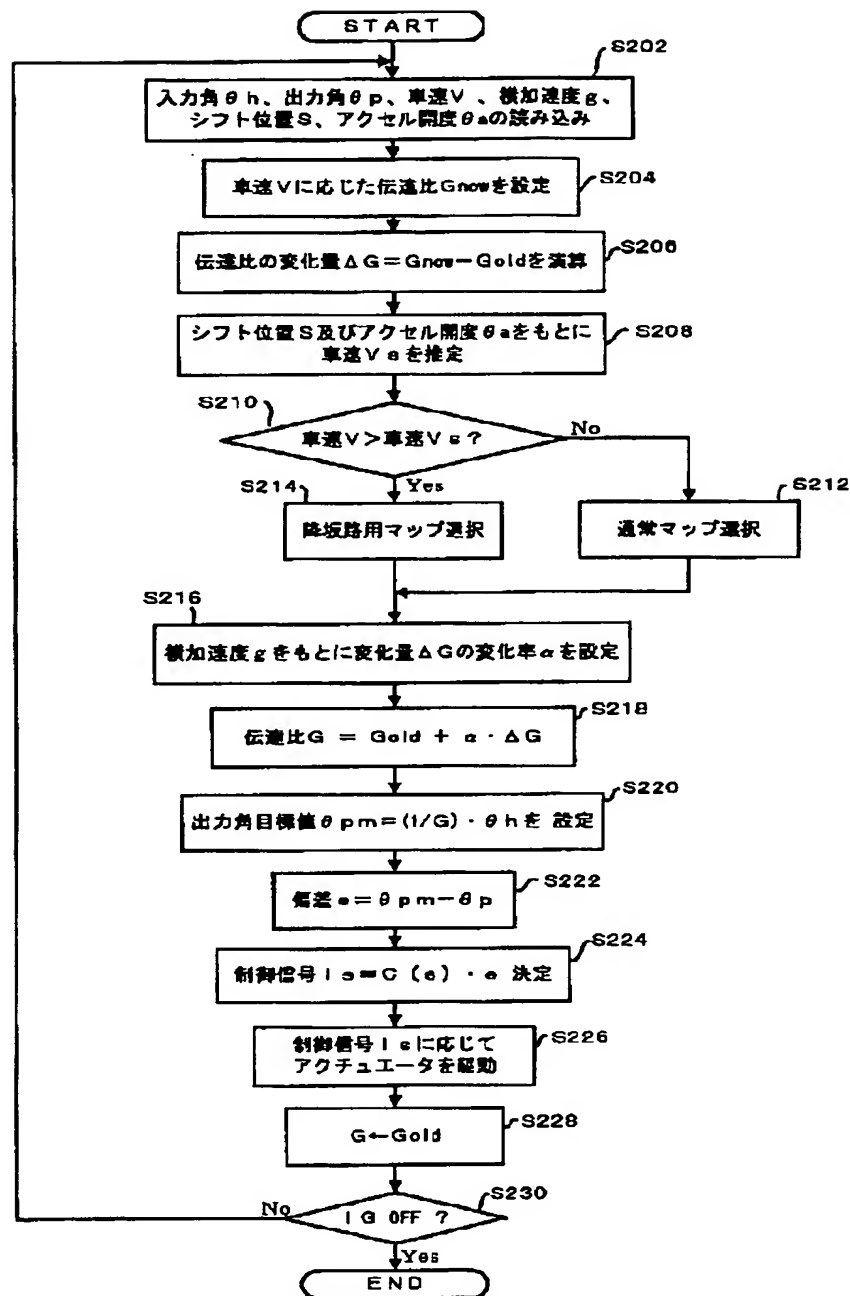 START
S202
入力角θh、出力角θp、車速V、横加速度g、
シフト位置S、アクセル開度θaの読み込み
S204
車速Vに応じた伝達比Gnowを設定
S206
伝達比の変化量ΔG=Gnow−Goldを演算
S208
シフト位置S及びアクセル開度θaをもとに
車速Vsを推定
S210
車速V>車速Vs?
No
Yes
S214
降坂路用マップ選択
S212
通常マップ選択
S216
横加速度gをもとに変化量ΔGの変化率αを設定
S218
伝達比G = Gold + α・ΔG
S220
出力角目標値θpm=(1/G)・θhを 設定
S222
偏差e=θpm−θp
S224
制御信号Is=C(s)・e 決定
S226
制御信号Isに応じて
アクチュエータを駆動
S228
G←Gold
S230
No
IG OFF ?
Yes
END